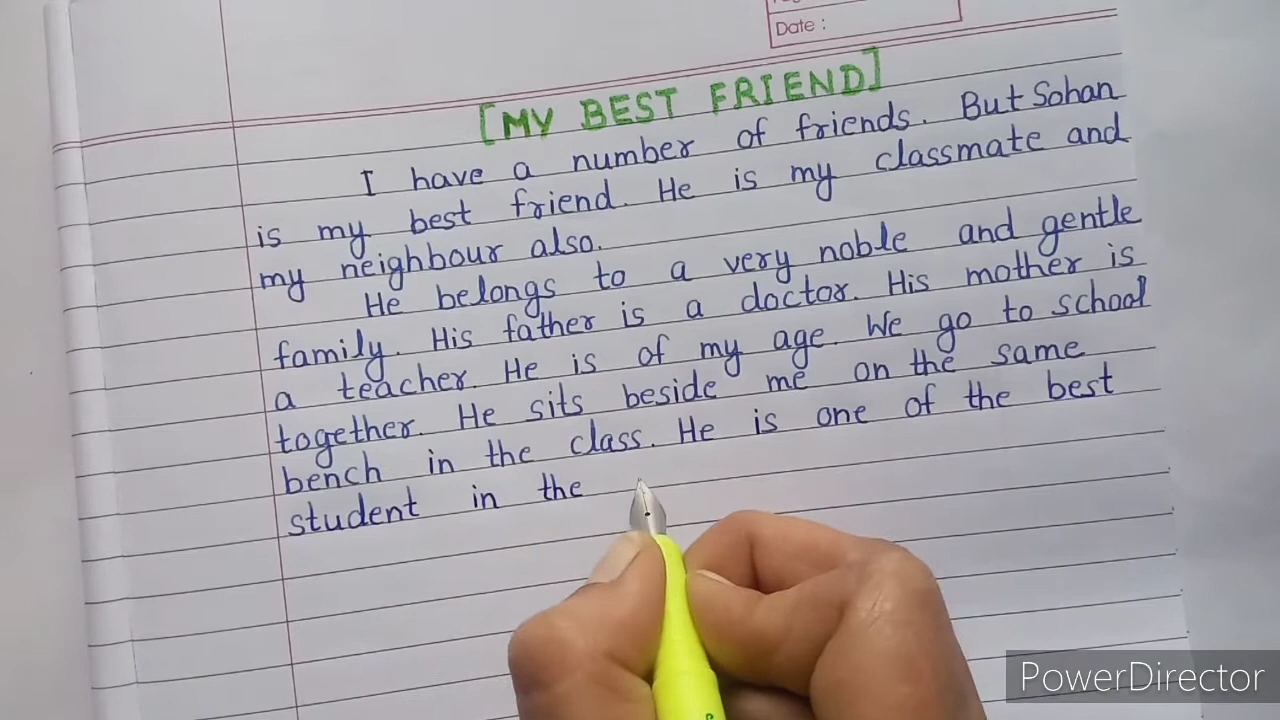 Date :
[MY BEST FRIEND]
I have a number of friends. But Sohan
is my best friend. He is my classmate and
my neighbour also.
He belongs to a very noble and gentle
family. His father is a doctor. His mother is
a teacher. He is of my age. We go to school
together. He sits beside me on the same
bench in the class. He is one of the best
student in the
PowerDirector